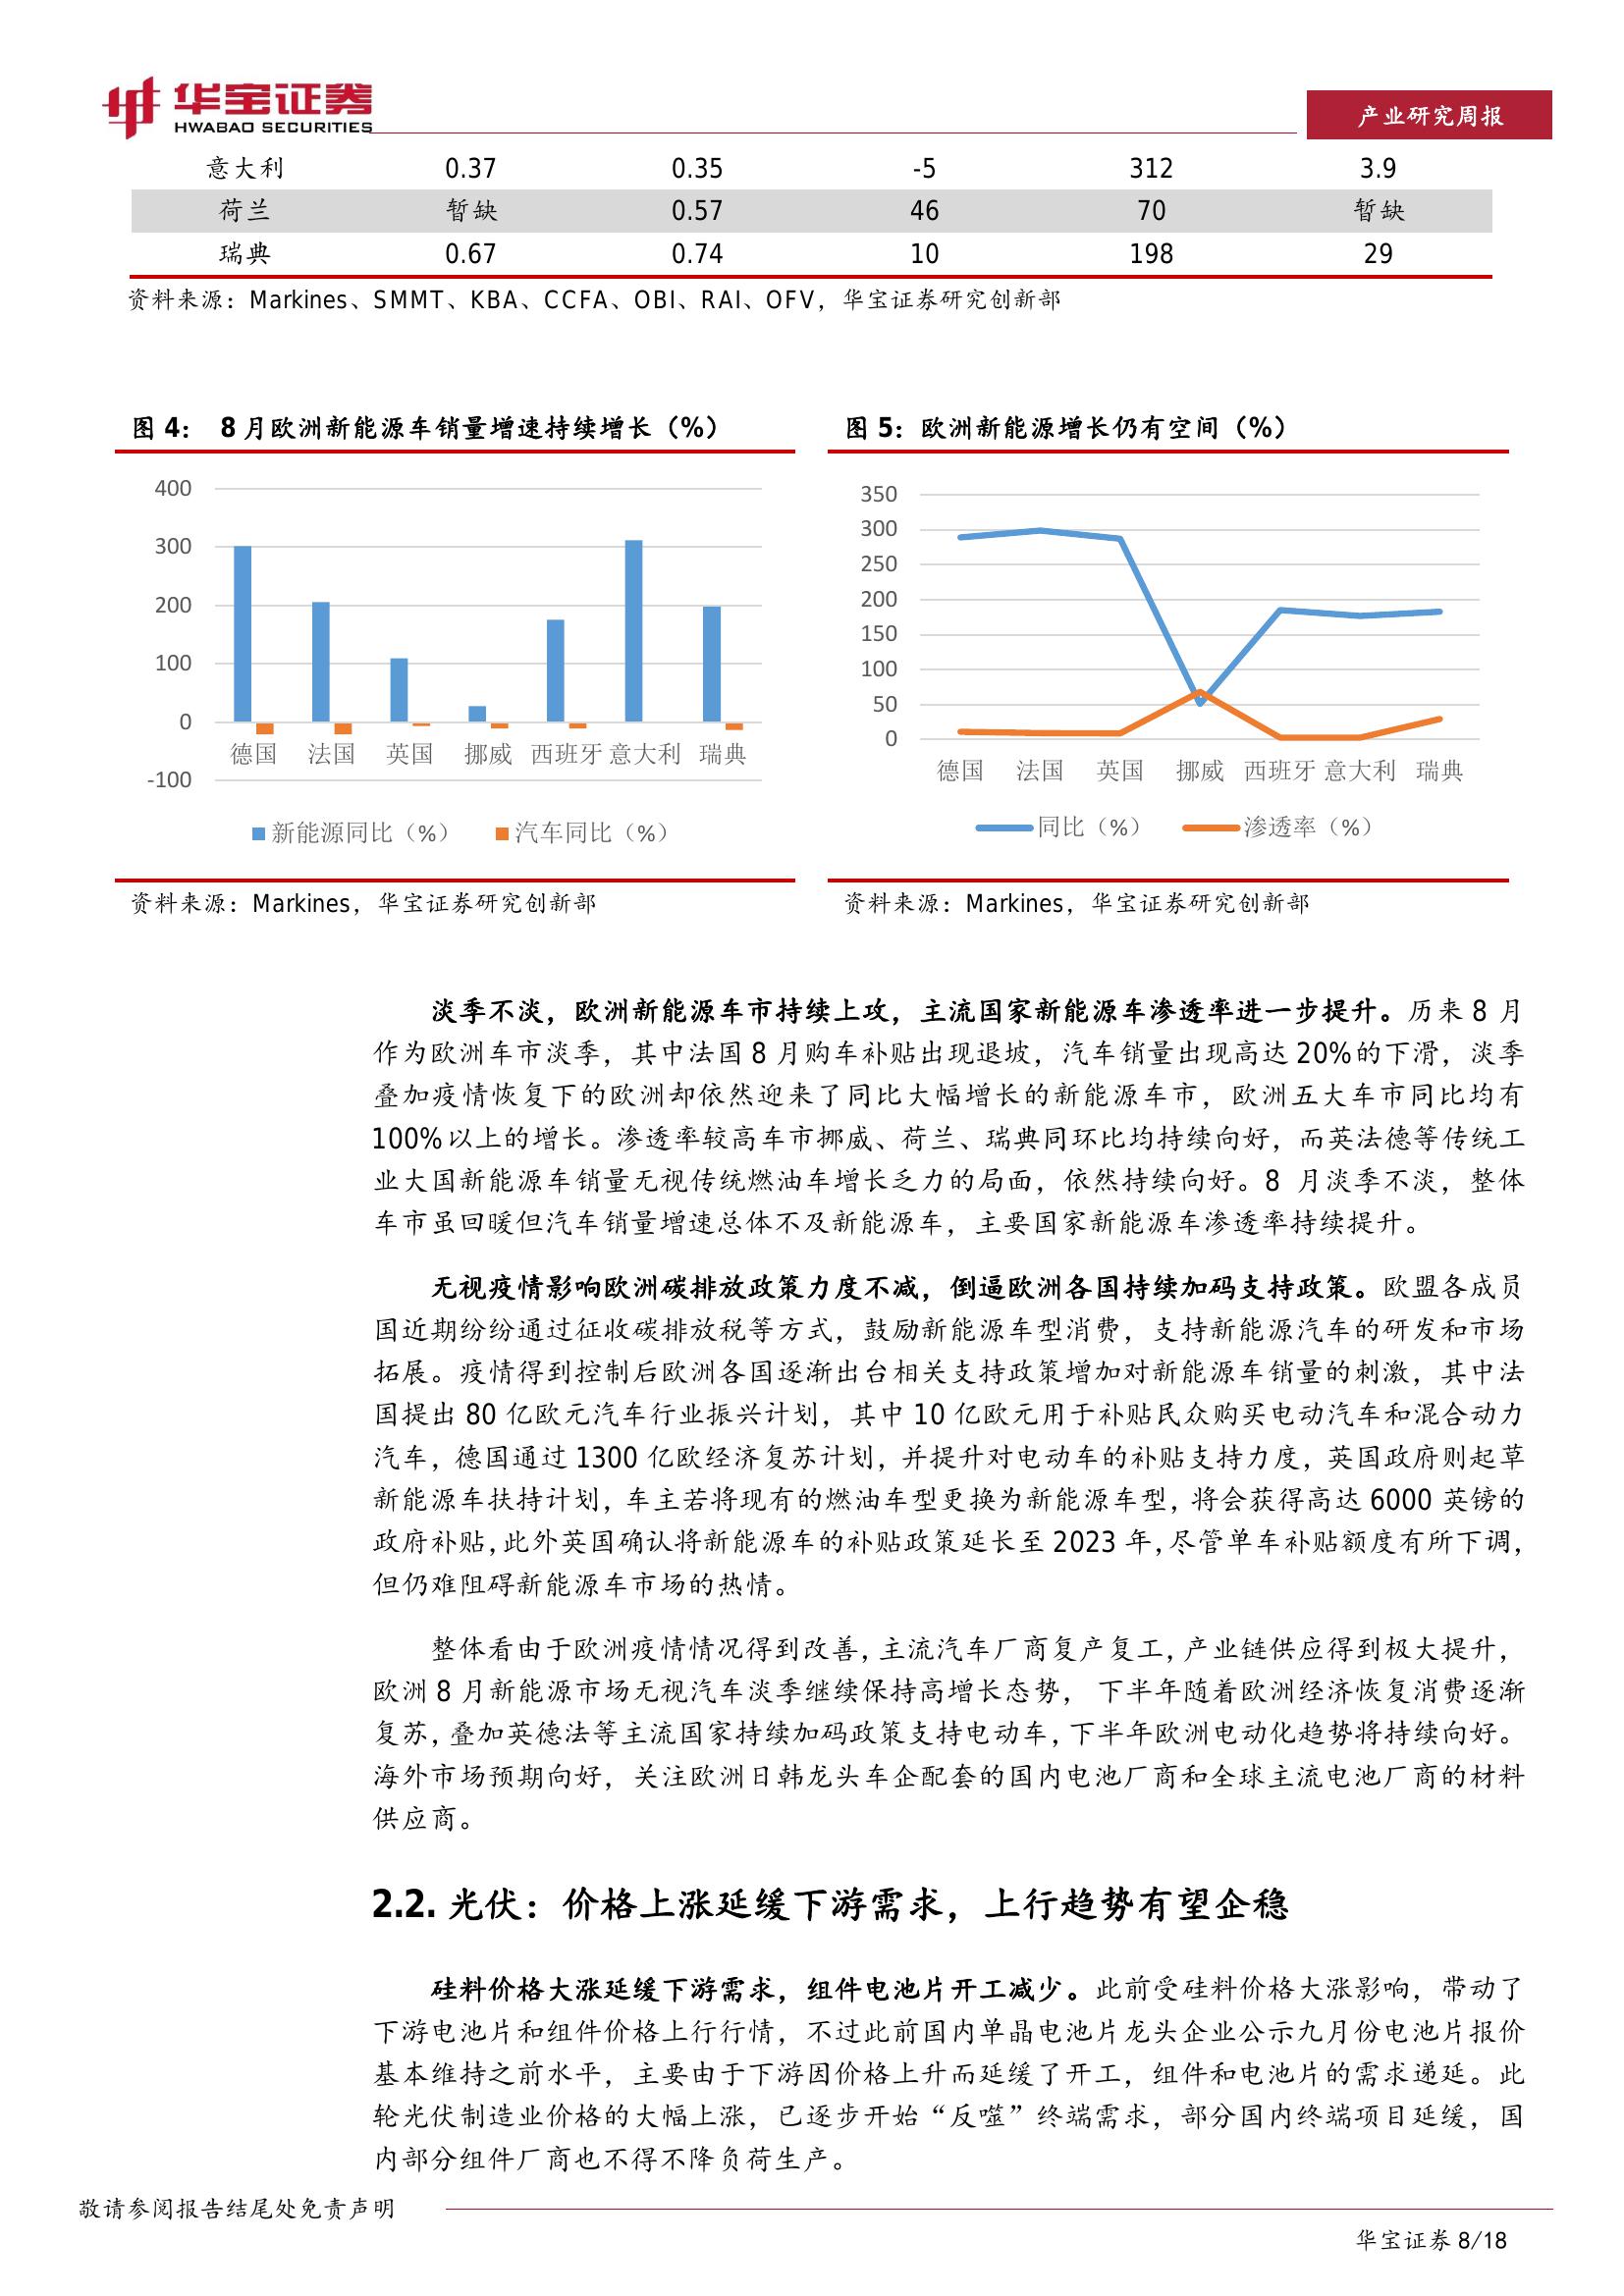 华宝证券
HWABAO SECURITIES
产业研究周报
意大利 0.37 0.35 -5 312 3.9
荷兰 暂缺 0.57 46 70 暂缺
瑞典 0.67 0.74 10 198 29
资料来源：Markines、SMMT、KBA、CCFA、OBI、RAI、OFV，华宝证券研究创新部
图 4： 8 月欧洲新能源车销量增速持续增长（%）
400
300
200
100
0
-100
德国 法国 英国 挪威 西班牙 意大利 瑞典
新能源同比（%） 汽车同比（%）
资料来源：Markines，华宝证券研究创新部
图 5：欧洲新能源增长仍有空间（%）
350
300
250
200
150
100
50
0
德国 法国 英国 挪威 西班牙 意大利 瑞典
同比（%） 渗透率（%）
资料来源：Markines，华宝证券研究创新部
淡季不淡，欧洲新能源车市持续上攻，主流国家新能源车渗透率进一步提升。历来 8 月
作为欧洲车市淡季，其中法国 8 月购车补贴出现退坡，汽车销量出现高达 20%的下滑，淡季
叠加疫情恢复下的欧洲却依然迎来了同比大幅增长的新能源车市，欧洲五大车市同比均有
100%以上的增长。渗透率较高车市挪威、荷兰、瑞典同环比均持续向好，而英法德等传统工
业大国新能源车销量无视传统燃油车增长乏力的局面，依然持续向好。8 月淡季不淡，整体
车市虽回暖但汽车销量增速总体不及新能源车，主要国家新能源车渗透率持续提升。
无视疫情影响欧洲碳排放政策力度不减，倒逼欧洲各国持续加码支持政策。欧盟各成员
国近期纷纷通过征收碳排放税等方式，鼓励新能源车型消费，支持新能源汽车的研发和市场
拓展。疫情得到控制后欧洲各国逐渐出台相关支持政策增加对新能源车销量的刺激，其中法
国提出 80 亿欧元汽车行业振兴计划，其中 10 亿欧元用于补贴民众购买电动汽车和混合动力
汽车，德国通过 1300 亿欧经济复苏计划，并提升对电动车的补贴支持力度，英国政府则起草
新能源车扶持计划，车主若将现有的燃油车型更换为新能源车型，将会获得高达 6000 英镑的
政府补贴，此外英国确认将新能源车的补贴政策延长至 2023 年，尽管单车补贴额度有所下调，
但仍难阻碍新能源车市场的热情。
整体看由于欧洲疫情情况得到改善，主流汽车厂商复产复工，产业链供应得到极大提升，
欧洲 8 月新能源市场无视汽车淡季继续保持高增长态势， 下半年随着欧洲经济恢复消费逐渐
复苏，叠加英德法等主流国家持续加码政策支持电动车，下半年欧洲电动化趋势将持续向好。
海外市场预期向好，关注欧洲日韩龙头车企配套的国内电池厂商和全球主流电池厂商的材料
供应商。
2.2. 光伏：价格上涨延缓下游需求，上行趋势有望企稳
硅料价格大涨延缓下游需求，组件电池片开工减少。此前受硅料价格大涨影响，带动了
下游电池片和组件价格上行行情，不过此前国内单晶电池片龙头企业公示九月份电池片报价
基本维持之前水平，主要由于下游因价格上升而延缓了开工，组件和电池片的需求递延。此
轮光伏制造业价格的大幅上涨，已逐步开始“反噬”终端需求，部分国内终端项目延缓，国
内部分组件厂商也不得不降负荷生产。
敬请参阅报告结尾处免责声明
华宝证券 8/18